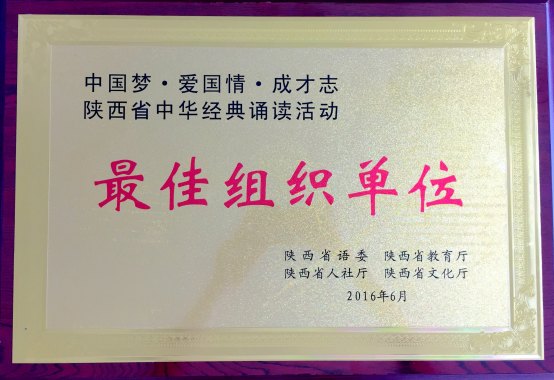 中国梦·爱国情·成才志
陕西省中华经典诵读活动
最佳组织单位
陕西省语委 陕西省教育厅
陕西省人社厅 陕西省文化厅
2016年6月